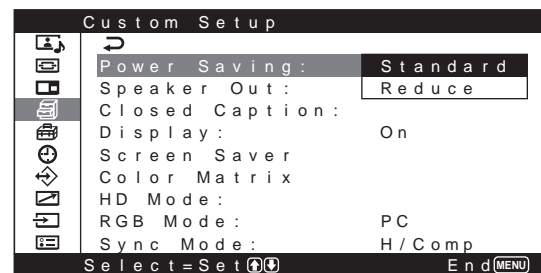 Custom Setup
Power Saving: Standard
Speaker Out: Reduce
Closed Caption:
Display: On
Screen Saver
Color Matrix
HD Mode:
RGB Mode: PC
Sync Mode: H/Comp
Select=Set End MENU